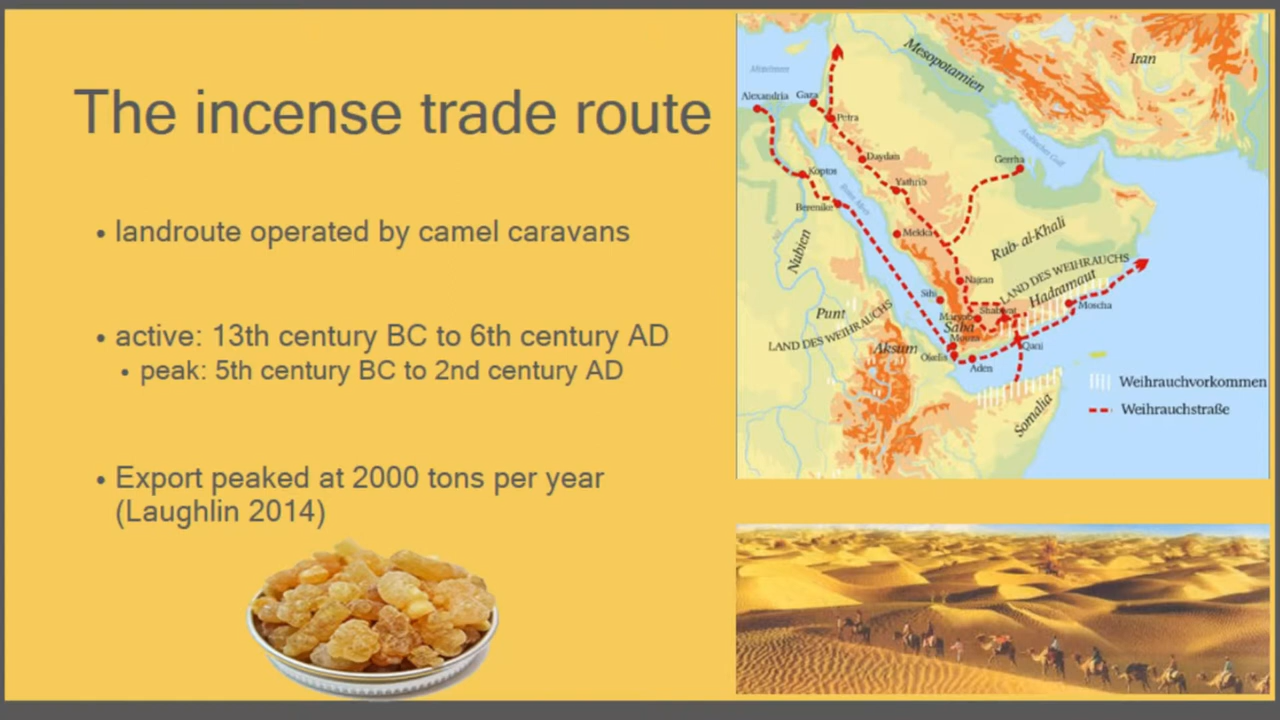 The incense trade route
• landroute operated by camel caravans
• active: 13th century BC to 6th century AD
• peak: 5th century BC to 2nd century AD
• Export peaked at 2000 tons per year
(Laughlin 2014)
Mesopotamien
Iran
Alexandria
Gaza
Petra
Daydan
Gerrha
Koptos
Yathrib
Berenike
Mekka
Rub- al-Khali
Nubien
Najran
LAND DES WEIHRAUCHS
Hadramaut
Sihi
Moscha
Punt
Saba
LAND DES WEIHRAUCHS
Aksum
Okelis
Qani
Aden
Somalia
Weihrauchvorkommen
Weihrauchstraße